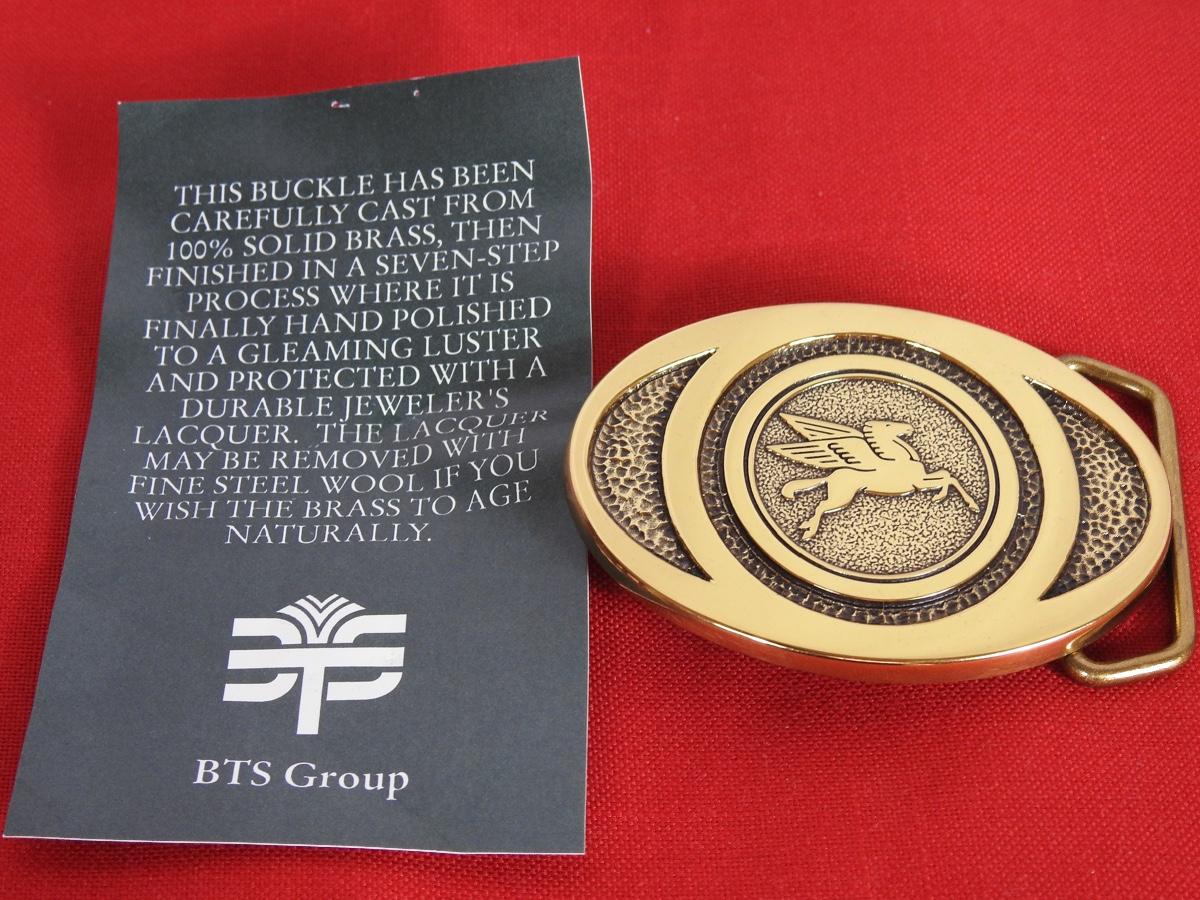 THIS BUCKLE HAS BEEN
CAREFULLY CAST FROM
100% SOLID BRASS, THEN
FINISHED IN A SEVEN-STEP
PROCESS WHERE IT IS
FINALLY HAND POLISHED
TO A GLEAMING LUSTER
AND PROTECTED WITH A
DURABLE JEWELER'S
LACQUER. THE LACQUER
MAY BE REMOVED WITH
FINE STEEL WOOL IF YOU
WISH THE BRASS TO AGE
NATURALLY.
BTS
BTS Group